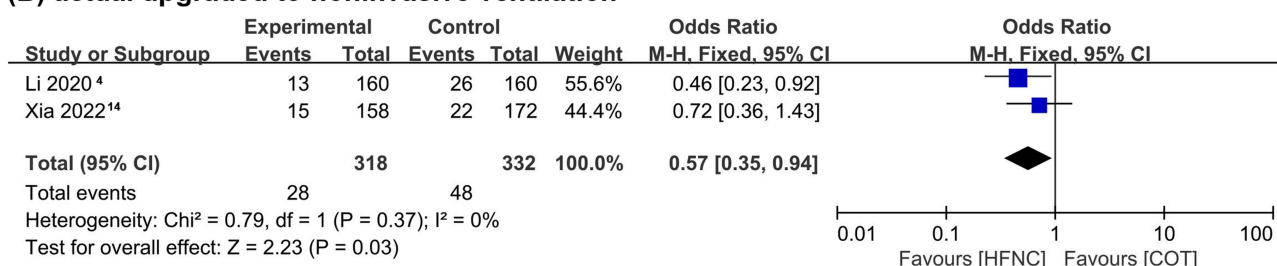 Experimental Control Odds Ratio Odds Ratio
Study or Subgroup Events Total Events Total Weight M-H, Fixed, 95% CI M-H, Fixed, 95% CI
Li 2020 ⁴ 13 160 26 160 55.6% 0.46 [0.23, 0.92]
Xia 2022¹⁴ 15 158 22 172 44.4% 0.72 [0.36, 1.43]
Total (95% CI) 318 332 100.0% 0.57 [0.35, 0.94]
Total events 28 48
Heterogeneity: Chi² = 0.79, df = 1 (P = 0.37); I² = 0%
Test for overall effect: Z = 2.23 (P = 0.03)
0.01 0.1 1 10 100
Favours [HFNC] Favours [COT]